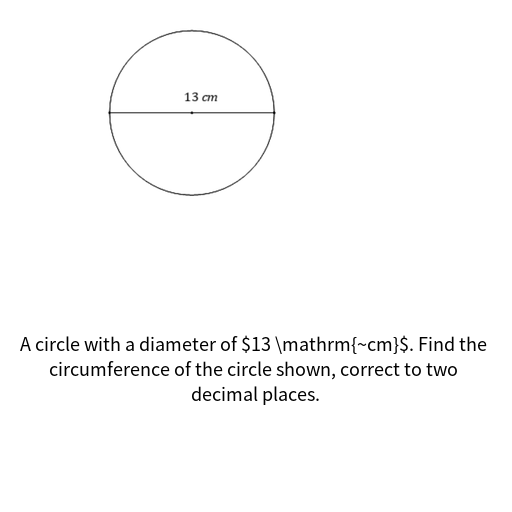 13 cm
A circle with a diameter of $13 \mathrm{~cm}$. Find the
circumference of the circle shown, correct to two
decimal places.